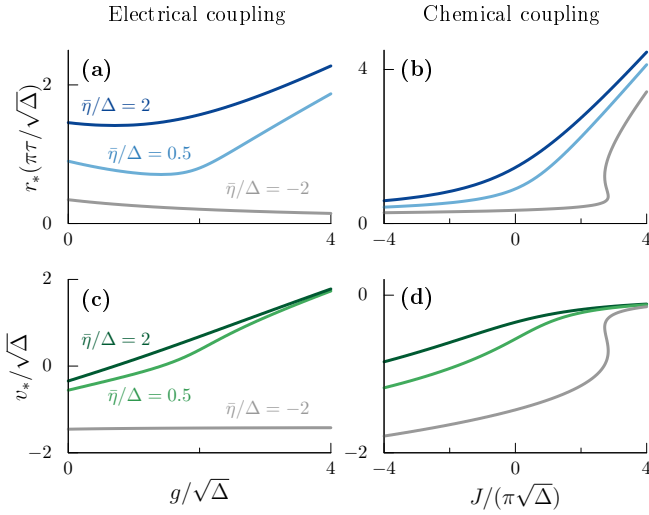 Electrical coupling
Chemical coupling
(a)
(b)
r∗(πτ/√Δ)
2
0
η̄/Δ = 2
η̄/Δ = 0.5
η̄/Δ = −2
0
4
4
0
−4
0
4
(c)
(d)
v∗/√Δ
2
0
−2
η̄/Δ = 2
η̄/Δ = 0.5
η̄/Δ = −2
0
4
0
−2
−4
0
4
g/√Δ
J/(π√Δ)